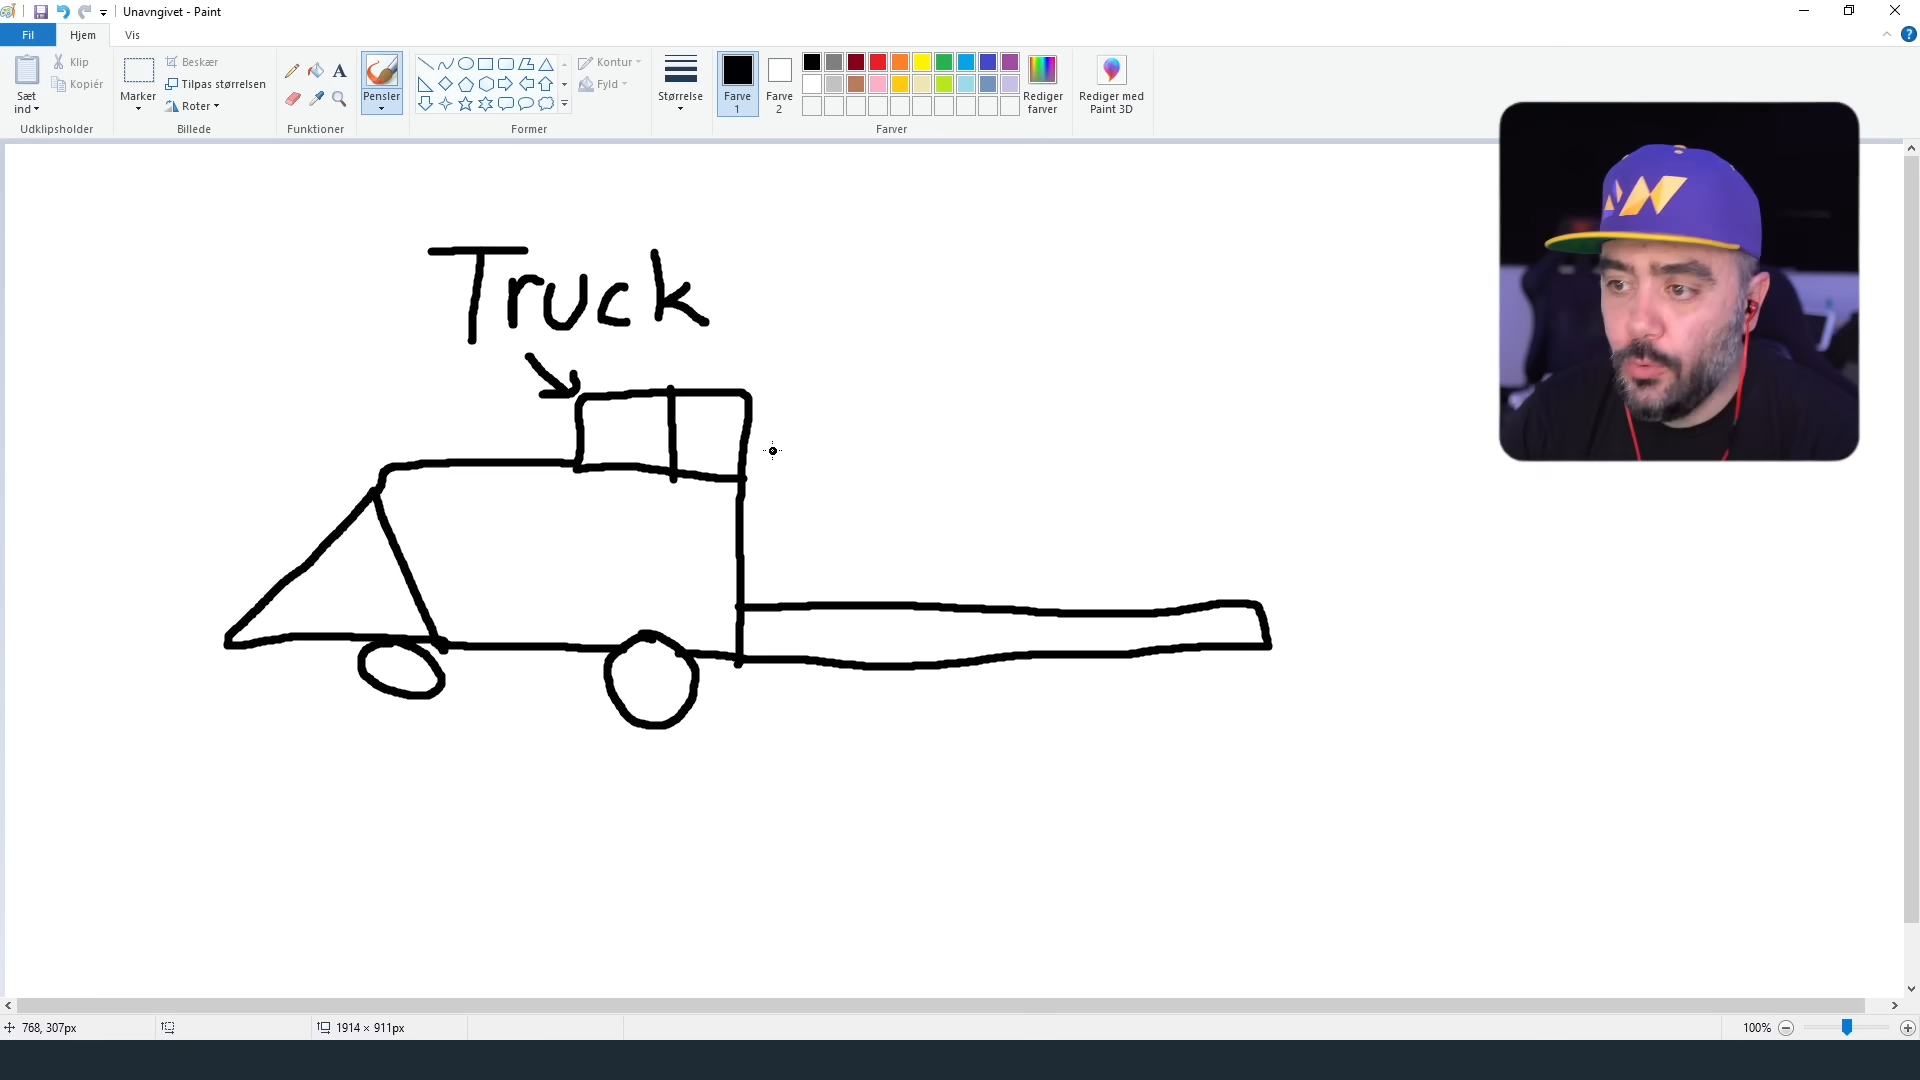 Unavngivet - Paint
Fil Hjem Vis
Sæt ind
Klip
Kopiér
Udklipsholder
Marker
Beskær
Tilpas størrelsen
Roter
Billede
A
Funktioner
Pensler
Former
Kontur
Fyld
Størrelse
Farve 1
Farve 2
Farver
Rediger farver
Rediger med Paint 3D
Truck
768, 307px
1914 × 911px
100%